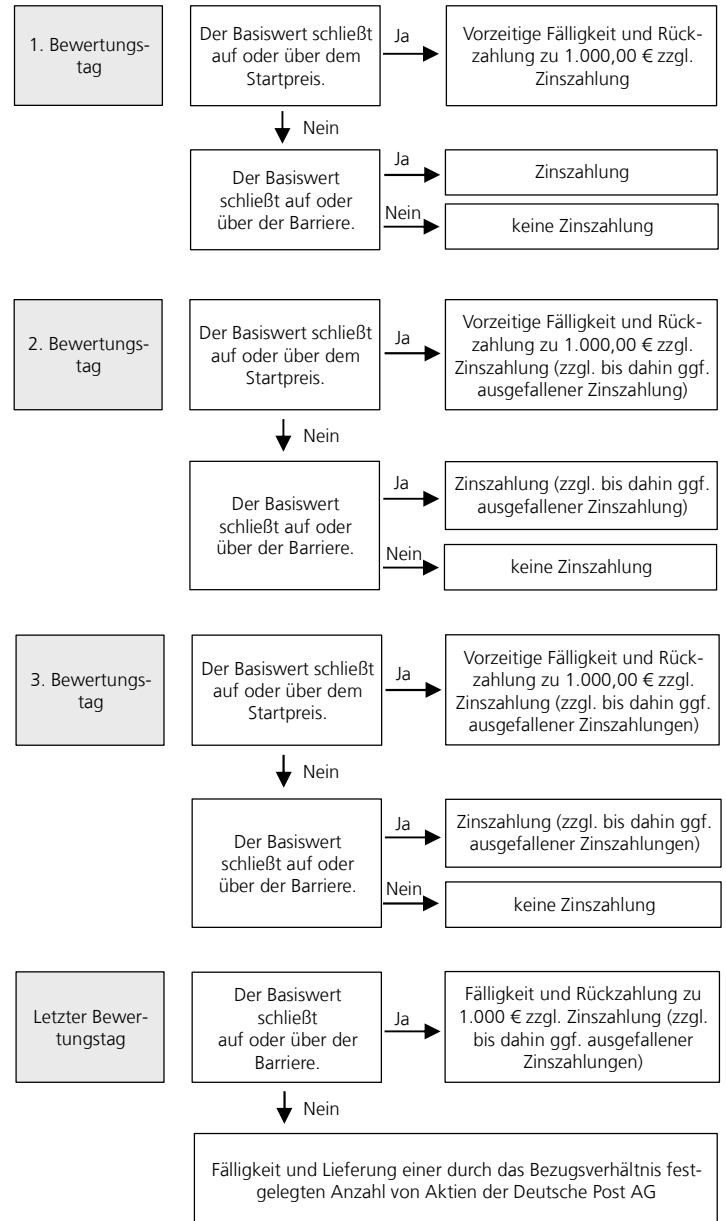 1. Bewertungs-
tag
Der Basiswert schließt
auf oder über dem
Startpreis.
Ja
Vorzeitige Fälligkeit und Rück-
zahlung zu 1.000,00 € zzgl.
Zinszahlung
Nein
Der Basiswert
schließt auf oder
über der Barriere.
Ja
Zinszahlung
Nein
keine Zinszahlung
2. Bewertungs-
tag
Der Basiswert schließt
auf oder über dem
Startpreis.
Ja
Vorzeitige Fälligkeit und Rück-
zahlung zu 1.000,00 € zzgl.
Zinszahlung (zzgl. bis dahin ggf.
ausgefallener Zinszahlung)
Nein
Der Basiswert
schließt auf oder
über der Barriere.
Ja
Zinszahlung (zzgl. bis dahin ggf.
ausgefallener Zinszahlung)
Nein
keine Zinszahlung
3. Bewertungs-
tag
Der Basiswert schließt
auf oder über dem
Startpreis.
Ja
Vorzeitige Fälligkeit und Rück-
zahlung zu 1.000,00 € zzgl.
Zinszahlung (zzgl. bis dahin ggf.
ausgefallener Zinszahlungen)
Nein
Der Basiswert
schließt auf oder
über der Barriere.
Ja
Zinszahlung (zzgl. bis dahin ggf.
ausgefallener Zinszahlungen)
Nein
keine Zinszahlung
Letzter Bewer-
tungstag
Der Basiswert
schließt
auf oder über der
Barriere.
Ja
Fälligkeit und Rückzahlung zu
1.000 € zzgl. Zinszahlung (zzgl.
bis dahin ggf. ausgefallener
Zinszahlungen)
Nein
Fälligkeit und Lieferung einer durch das Bezugsverhältnis fest-
gelegten Anzahl von Aktien der Deutsche Post AG